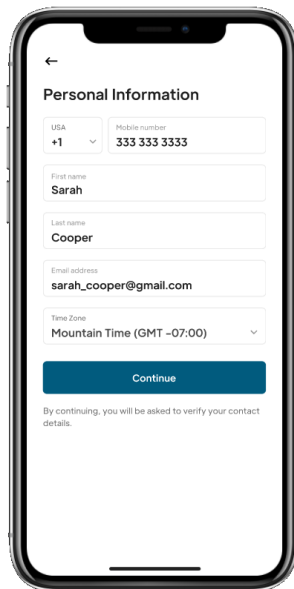 Personal Information
USA
+1
Mobile number
333 333 3333
First name
Sarah
Last name
Cooper
Email address
sarah_cooper@gmail.com
Time Zone
Mountain Time (GMT -07:00)
Continue
By continuing, you will be asked to verify your contact
details.